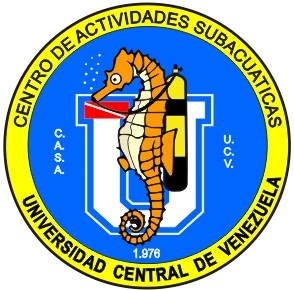 CENTRO DE ACTIVIDADES SUBACUATICAS
C.A.S.A.
U.C.V.
U
1.976
UNIVERSIDAD CENTRAL DE VENEZUELA